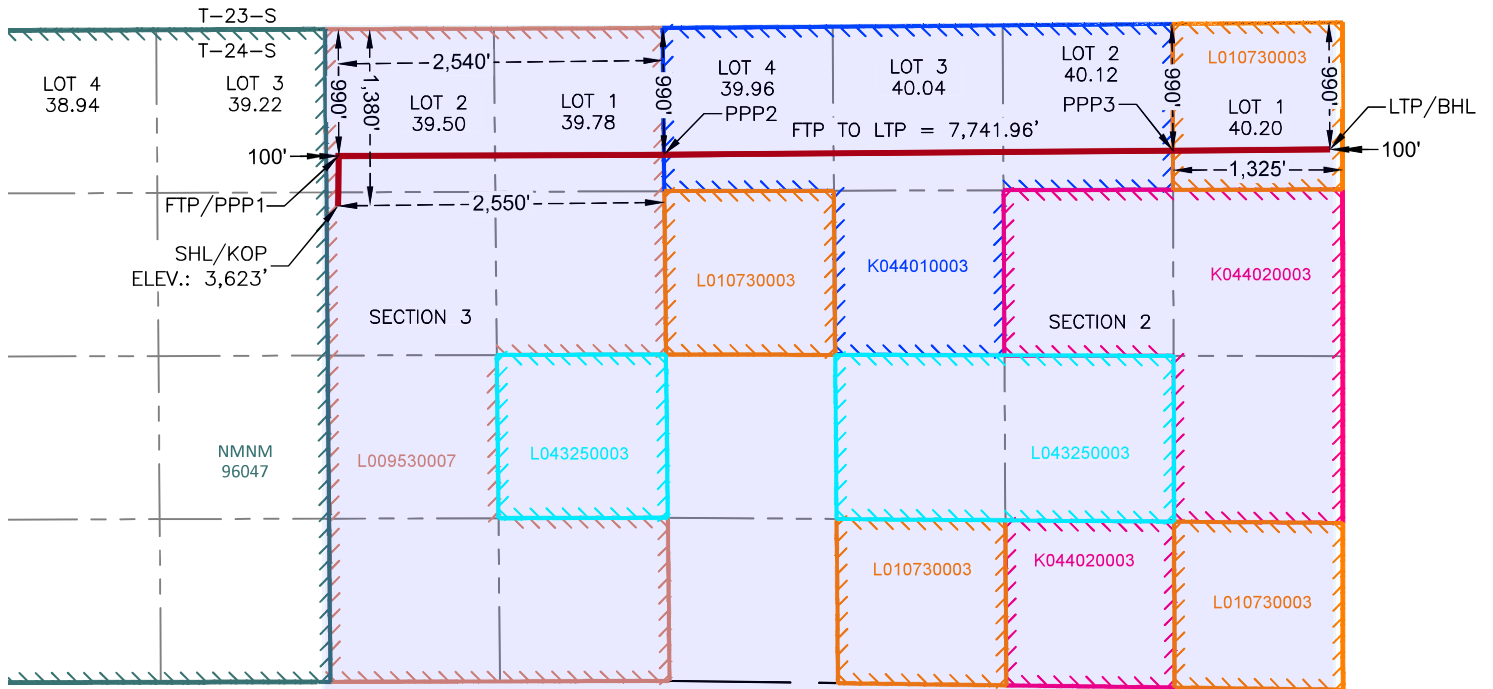 T-23-S
T-24-S
LOT 4
38.94
LOT 3
39.22
990'
1,380'
2,540'
LOT 2
39.50
LOT 1
39.78
990'
LOT 4
39.96
LOT 3
40.04
LOT 2
40.12
990'
L010730003
LOT 1
40.20
990'
LTP/BHL
PPP2
PPP3
FTP TO LTP = 7,741.96'
100'
100'
1,325'
FTP/PPP1
2,550'
SHL/KOP
ELEV.: 3,623'
L010730003
K044010003
K044020003
SECTION 3
SECTION 2
NMNM
96047
L009530007
L043250003
L043250003
L010730003
K044020003
L010730003